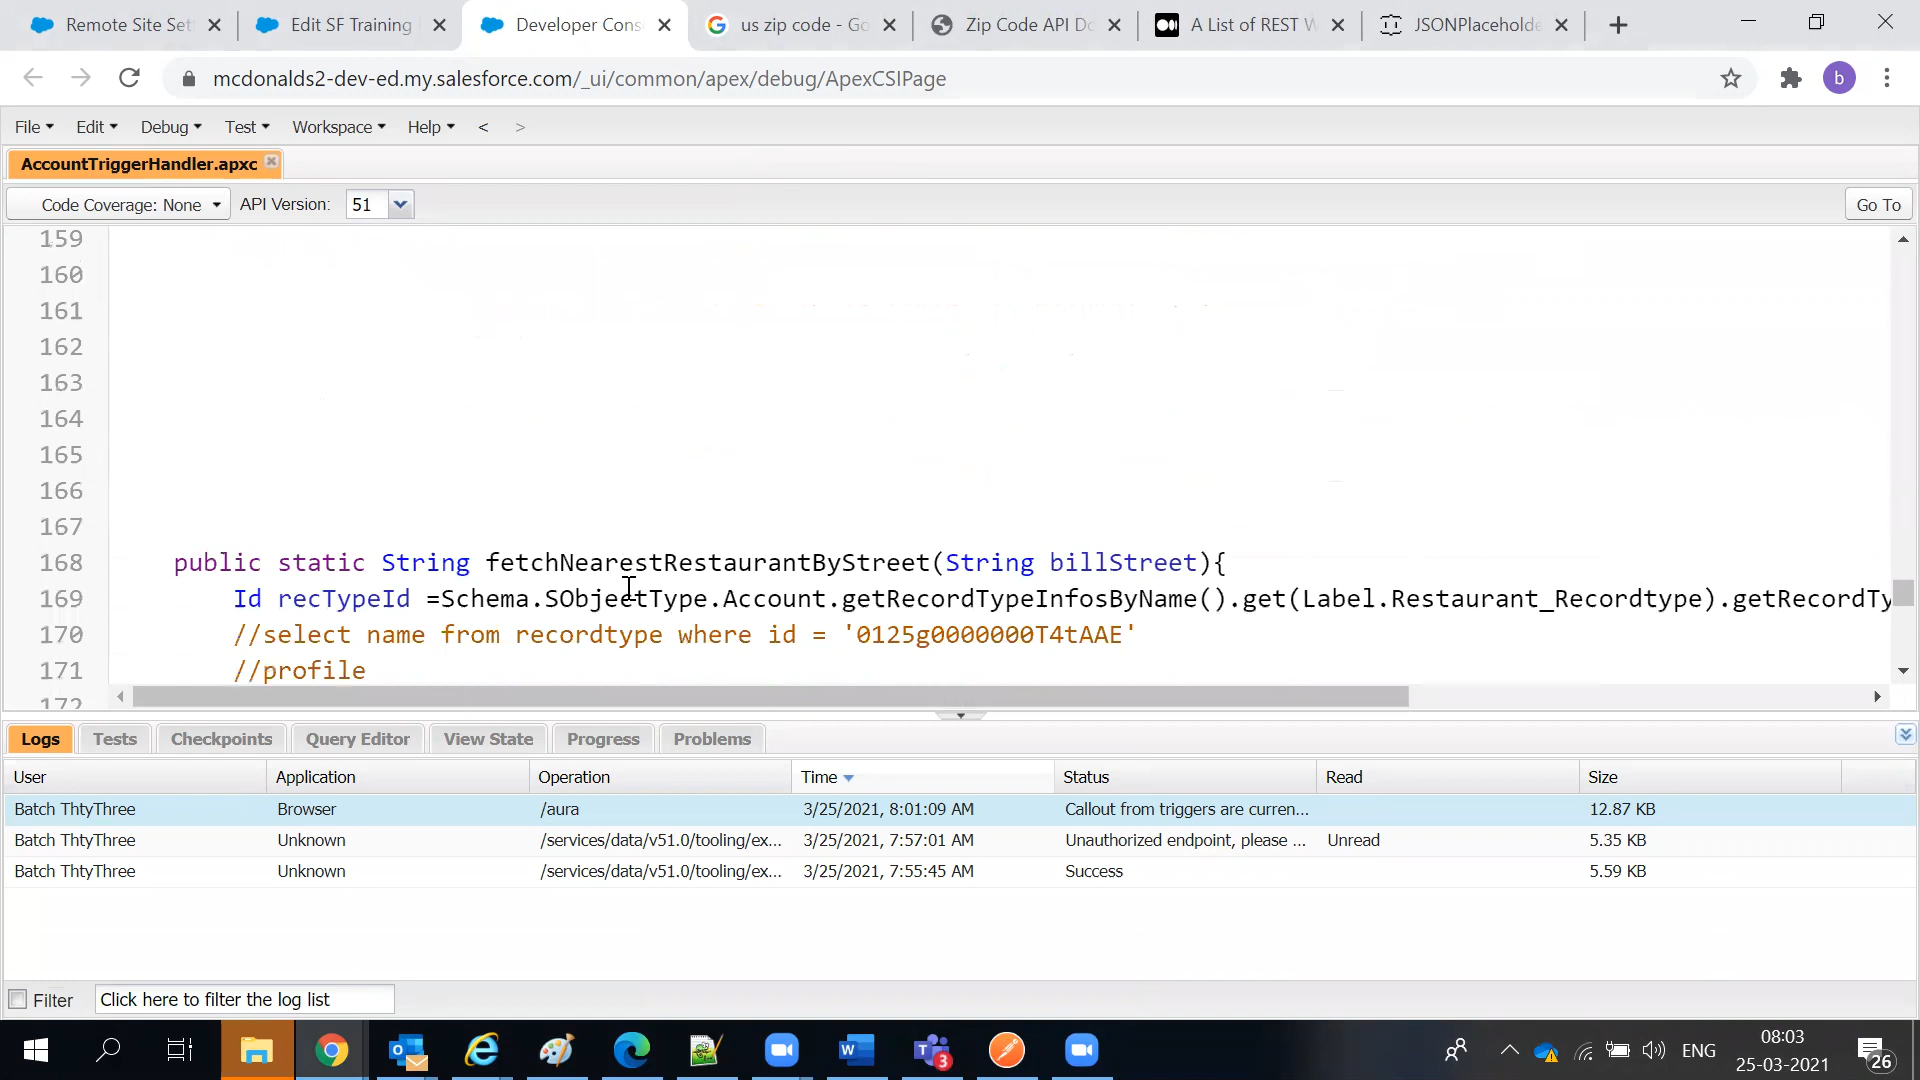 Remote Site Set
Edit SF Training
Developer Cons
us zip code - Go
Zip Code API Do
A List of REST W
JSONPlaceholde
mcdonalds2-dev-ed.my.salesforce.com/_ui/common/apex/debug/ApexCSIPage
b
File Edit Debug Test Workspace Help < >
AccountTriggerHandler.apxc
Code Coverage: None API Version: 51 Go To
159
160
161
162
163
164
165
166
167
168 public static String fetchNearestRestaurantByStreet(String billStreet){
169 Id recTypeId =Schema.SObjectType.Account.getRecordTypeInfosByName().get(Label.Restaurant_Recordtype).getRecordTy
170 //select name from recordtype where id = '0125g0000000T4tAAE'
171 //profile
172
Logs Tests Checkpoints Query Editor View State Progress Problems
User Application Operation Time Status Read Size
Batch ThtyThree Browser /aura 3/25/2021, 8:01:09 AM Callout from triggers are curren... 12.87 KB
Batch ThtyThree Unknown /services/data/v51.0/tooling/ex... 3/25/2021, 7:57:01 AM Unauthorized endpoint, please ... Unread 5.35 KB
Batch ThtyThree Unknown /services/data/v51.0/tooling/ex... 3/25/2021, 7:55:45 AM Success 5.59 KB
Filter Click here to filter the log list
ENG
08:03
25-03-2021
3
26